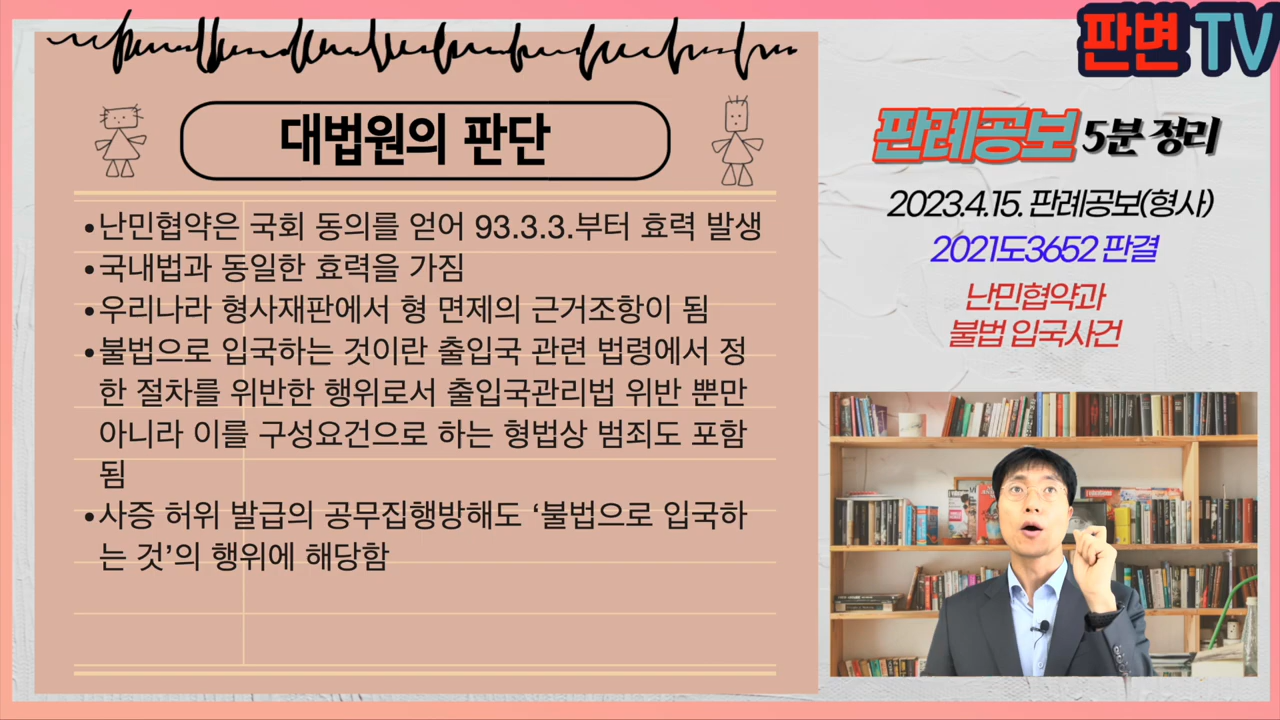 대법원의 판단
•난민협약은 국회 동의를 얻어 93.3.3.부터 효력 발생
•국내법과 동일한 효력을 가짐
•우리나라 형사재판에서 형 면제의 근거조항이 됨
•불법으로 입국하는 것이란 출입국 관련 법령에서 정
한 절차를 위반한 행위로서 출입국관리법 위반 뿐만
아니라 이를 구성요건으로 하는 형법상 범죄도 포함
됨
•사증 허위 발급의 공무집행방해도 ‘불법으로 입국하
는 것’의 행위에 해당함
판변 TV
판례공보 5분 정리
2023.4.15. 판례공보(형사)
2021도3652 판결
난민협약과
불법 입국사건